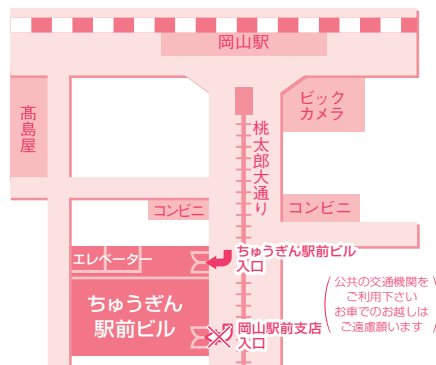 岡山駅
髙島屋
ビック
カメラ
桃太郎大通り
コンビニ
コンビニ
エレベーター
ちゅうぎん駅前ビル
入口
ちゅうぎん
駅前ビル
岡山駅前支店
入口
公共の交通機関を
ご利用下さい
お車でのお越しは
ご遠慮願います